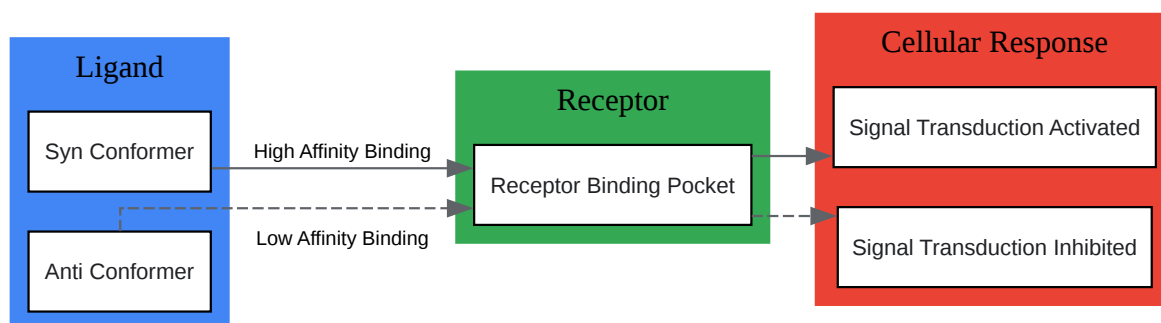 Ligand
Syn Conformer
Anti Conformer
High Affinity Binding
Low Affinity Binding
Receptor
Receptor Binding Pocket
Cellular Response
Signal Transduction Activated
Signal Transduction Inhibited